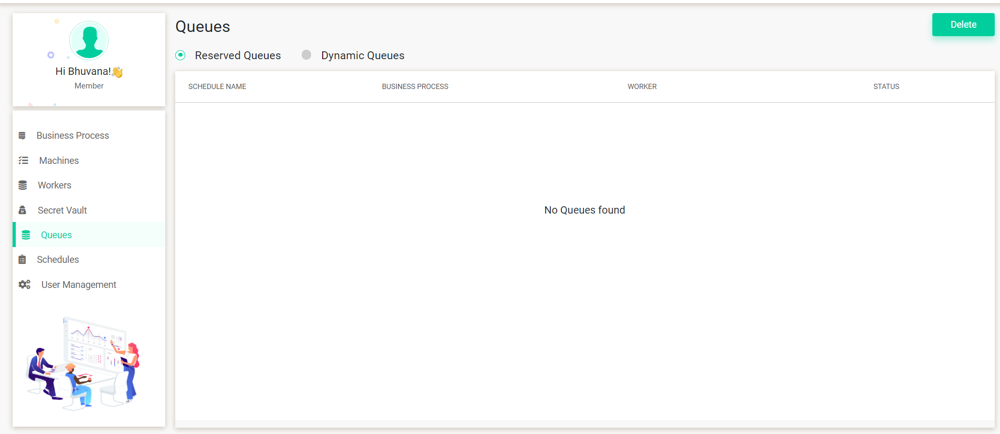 Hi Bhuvana!👋
Member
Business Process
Machines
Workers
Secret Vault
Queues
Schedules
User Management
Queues
Delete
Reserved Queues
Dynamic Queues
SCHEDULE NAME
BUSINESS PROCESS
WORKER
STATUS
No Queues found